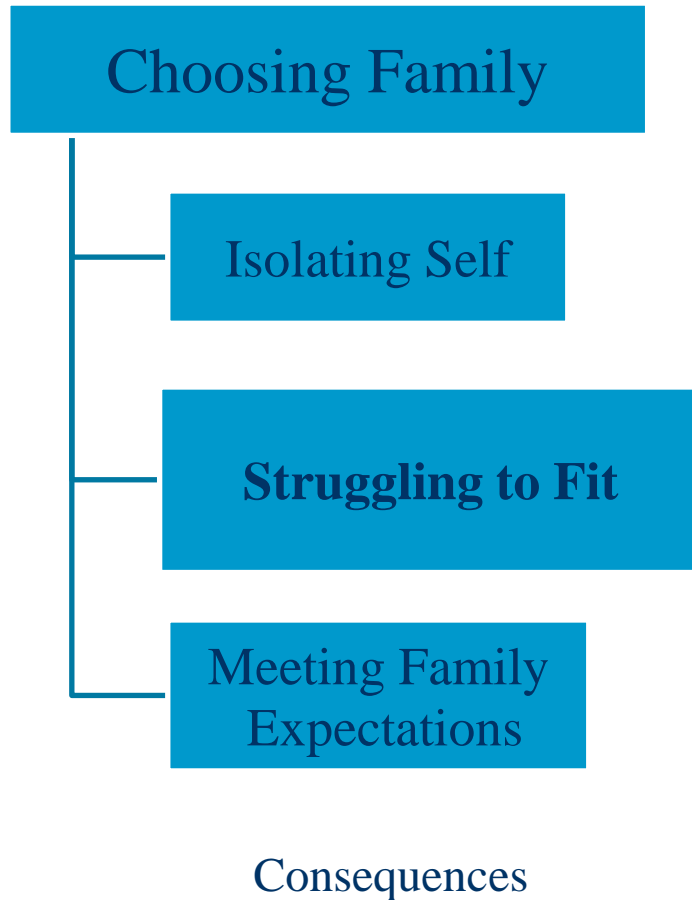 Choosing Family
Isolating Self
Struggling to Fit
Meeting Family
Expectations
Consequences